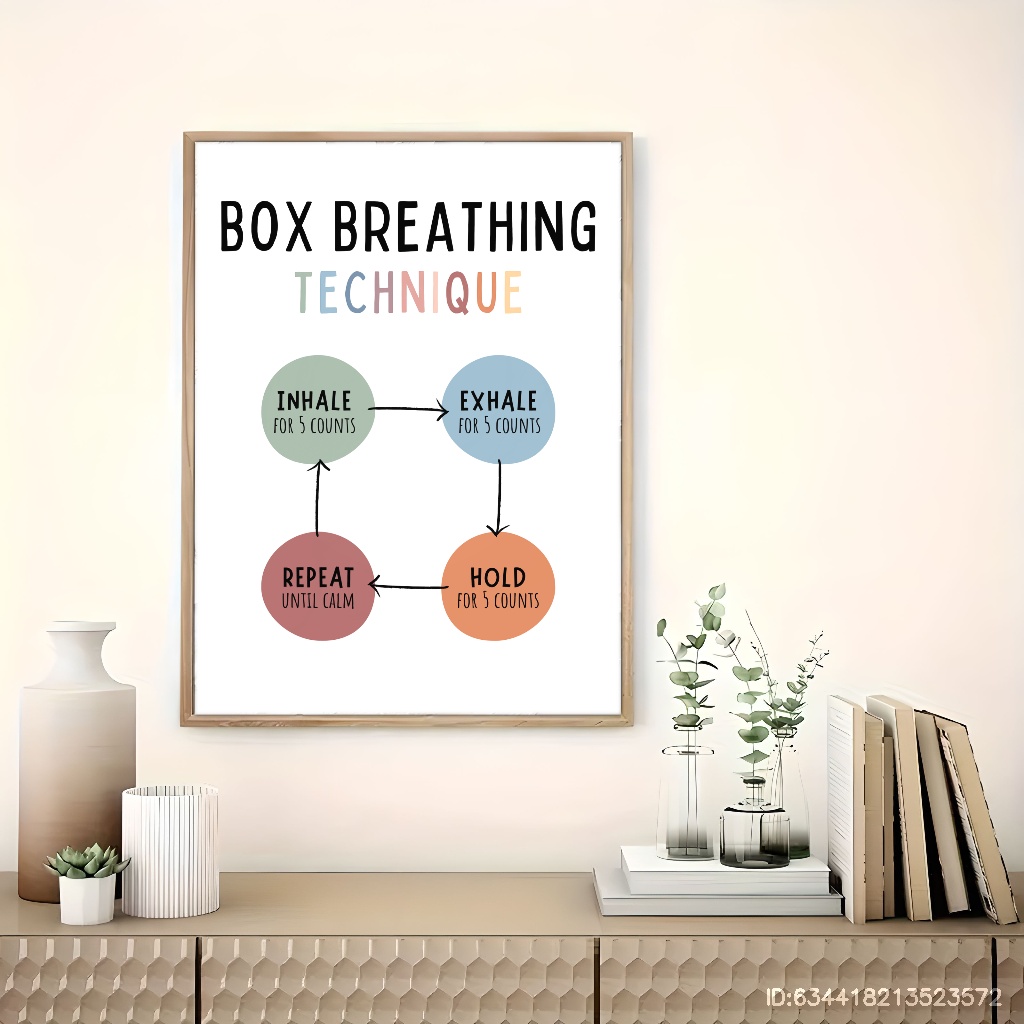 BOX BREATHING
TECHNIQUE
INHALE
FOR 5 COUNTS
EXHALE
FOR 5 COUNTS
REPEAT
UNTIL CALM
HOLD
FOR 5 COUNTS
ID:634418213523572